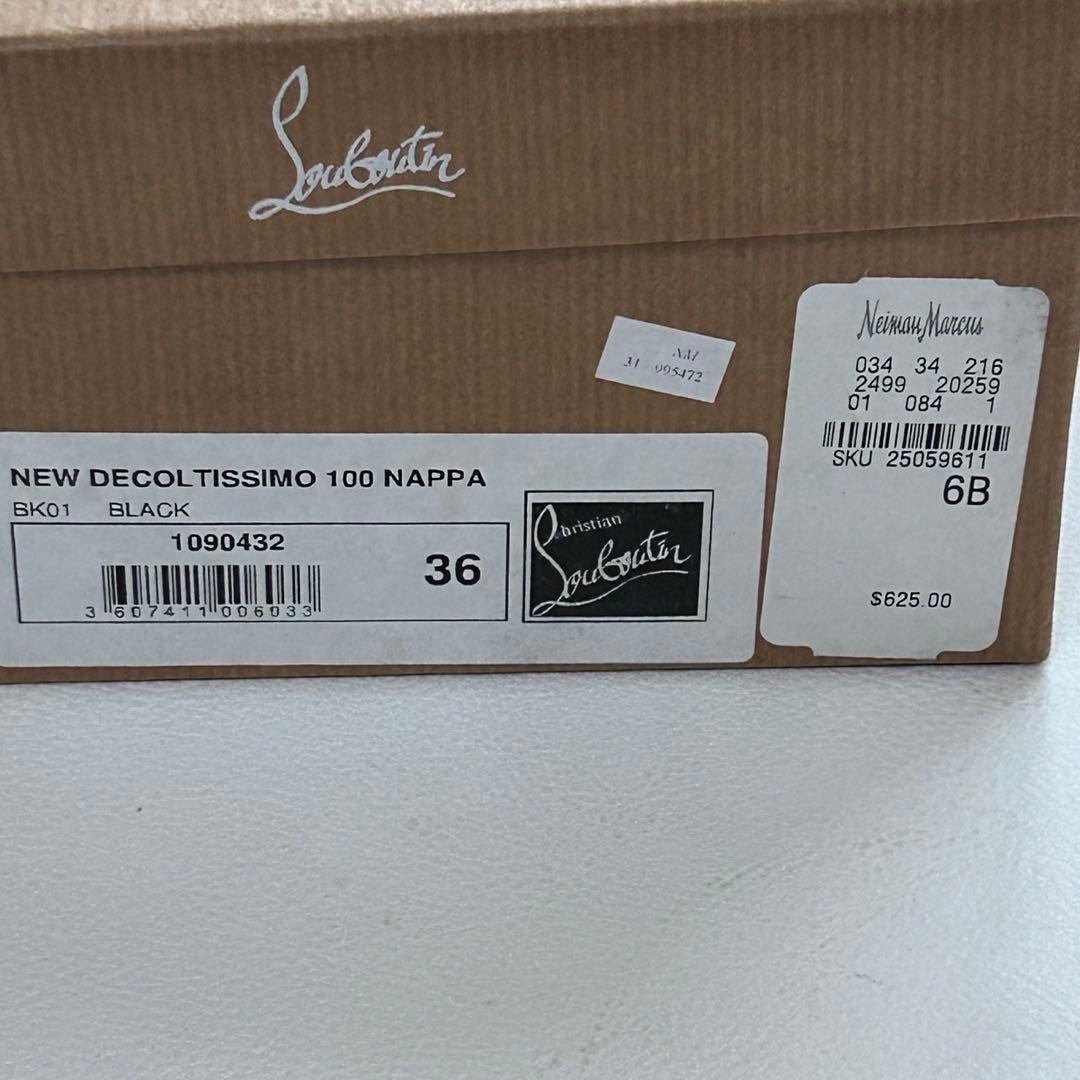 Louboutin
NM
31 995472
Neiman Marcus
034 34 216
2499 20259
01 084 1
SKU 25059611
6B
$625.00
NEW DECOLTISSIMO 100 NAPPA
BK01 BLACK
1090432
36
3 607411 006033
Christian
Louboutin